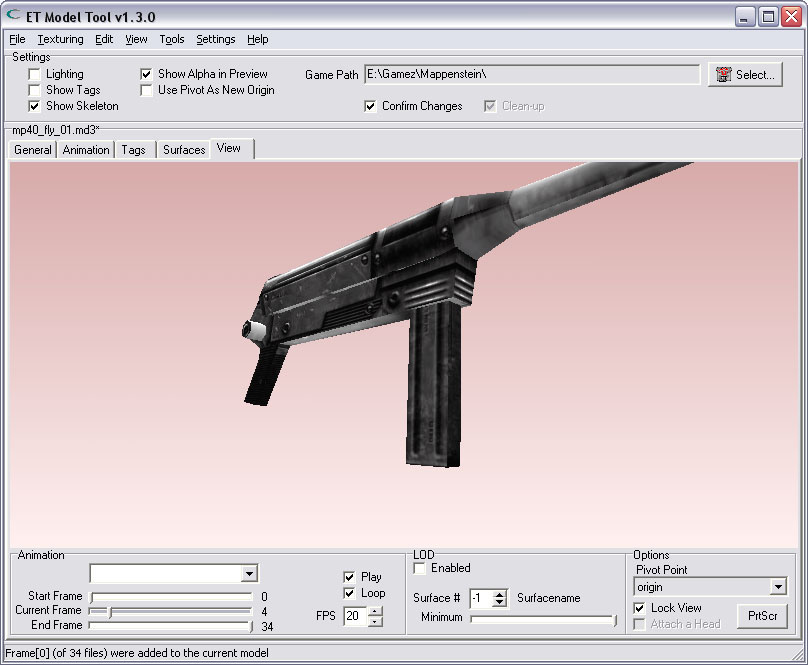 ET Model Tool v1.3.0
File Texturing Edit View Tools Settings Help
Settings
Lighting Show Alpha in Preview Game Path E:\Gamez\Mappenstein\ Select...
Show Tags Use Pivot As New Origin
Show Skeleton Confirm Changes Clean-up
mp40_fly_01.md3*
General Animation Tags Surfaces View
Animation LOD Options
Enabled Pivot Point
Play origin
Start Frame 0 Loop Surface # -1 Surfacename
Current Frame 4 Lock View
End Frame 34 FPS 20 Minimum Attach a Head PrtScr
Frame[0] (of 34 files) were added to the current model